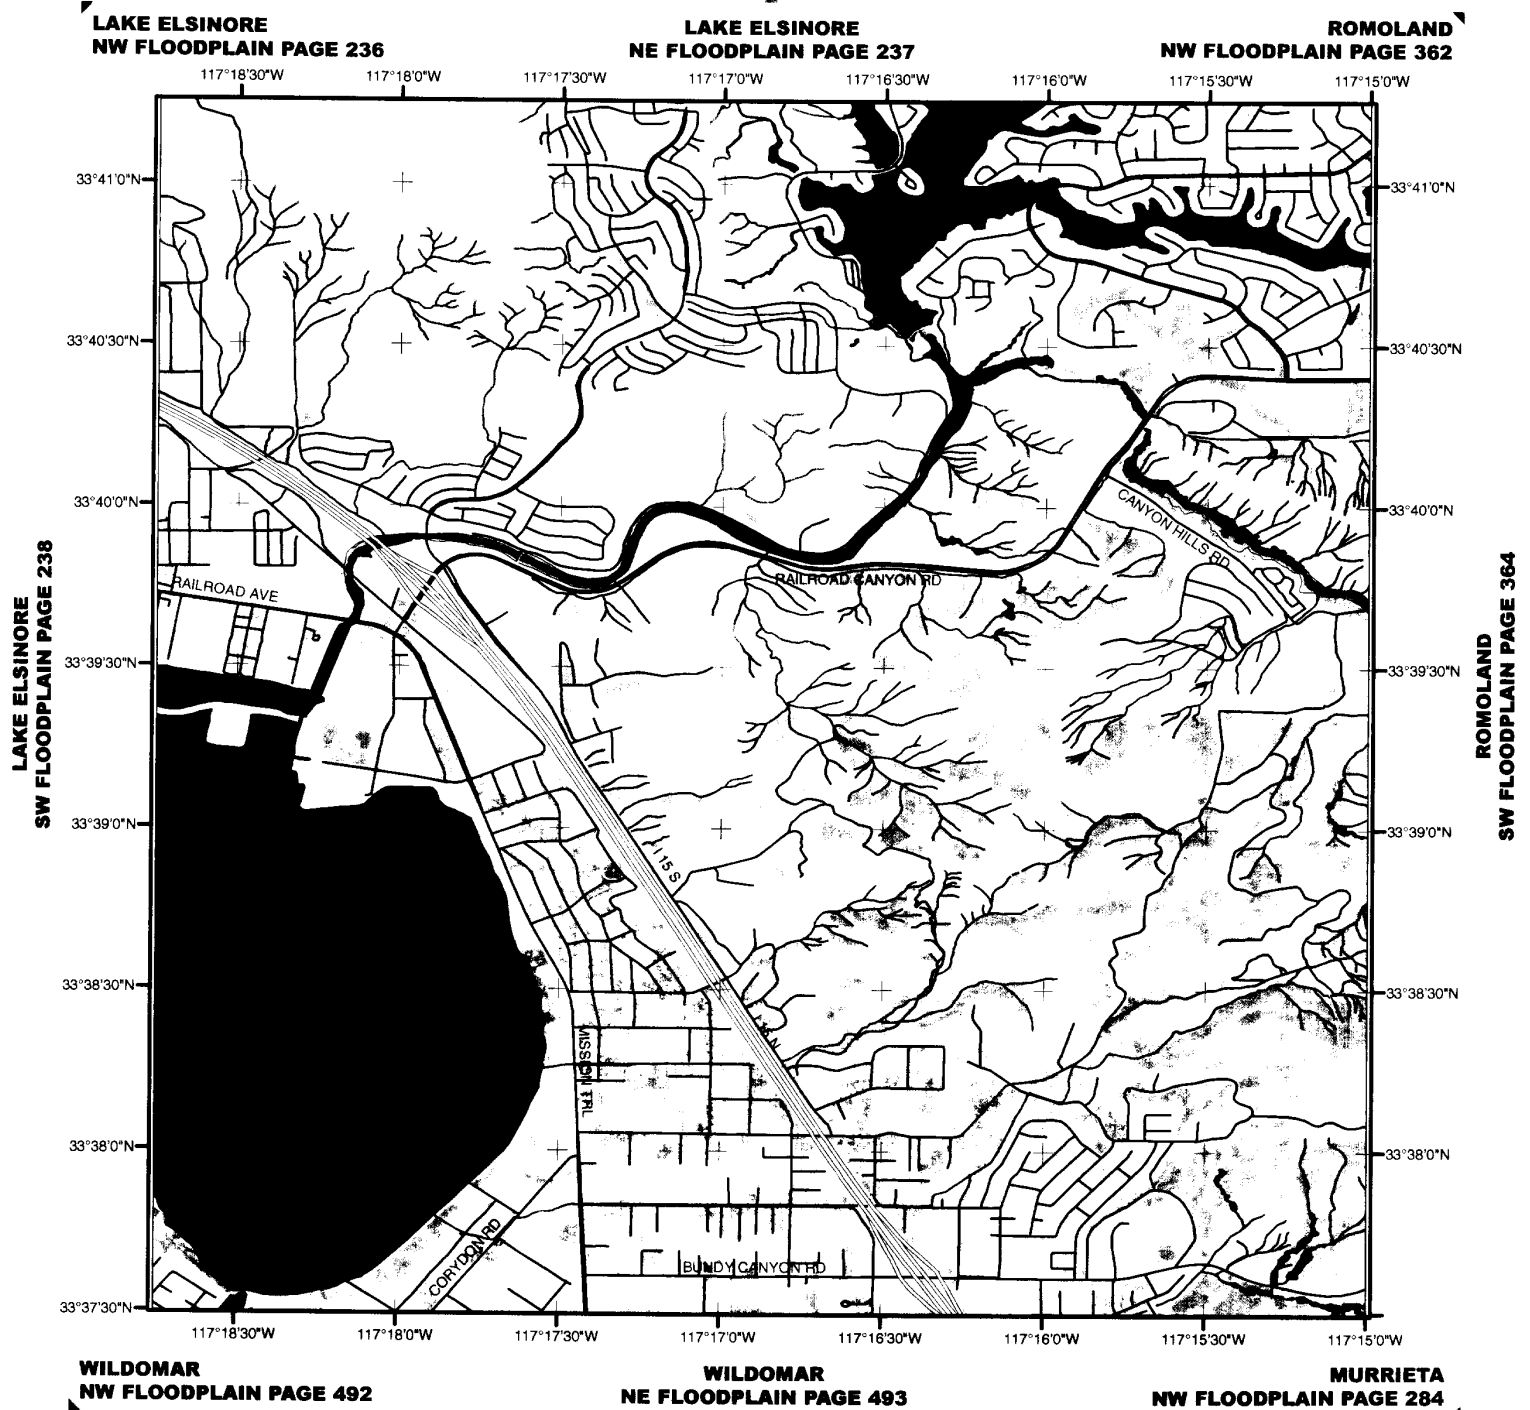 LAKE ELSINORE
NW FLOODPLAIN PAGE 236
LAKE ELSINORE
NE FLOODPLAIN PAGE 237
ROMOLAND
NW FLOODPLAIN PAGE 362
117°18'30"W
117°18'0"W
117°17'30"W
117°17'0"W
117°16'30"W
117°16'0"W
117°15'30"W
117°15'0"W
33°41'0"N
33°41'0"N
33°40'30"N
33°40'30"N
33°40'0"N
33°40'0"N
CANYON HILLS RD
RAILROAD CANYON RD
RAILROAD AVE
LAKE ELSINORE
SW FLOODPLAIN PAGE 238
ROMOLAND
SW FLOODPLAIN PAGE 364
33°39'30"N
33°39'30"N
33°39'0"N
33°39'0"N
I 15 S
33°38'30"N
33°38'30"N
I 15 N
MISSION TRL
33°38'0"N
33°38'0"N
CORYDON RD
BUNDY CANYON RD
33°37'30"N
117°18'30"W
117°18'0"W
117°17'30"W
117°17'0"W
117°16'30"W
117°16'0"W
117°15'30"W
117°15'0"W
WILDOMAR
NW FLOODPLAIN PAGE 492
WILDOMAR
NE FLOODPLAIN PAGE 493
MURRIETA
NW FLOODPLAIN PAGE 284